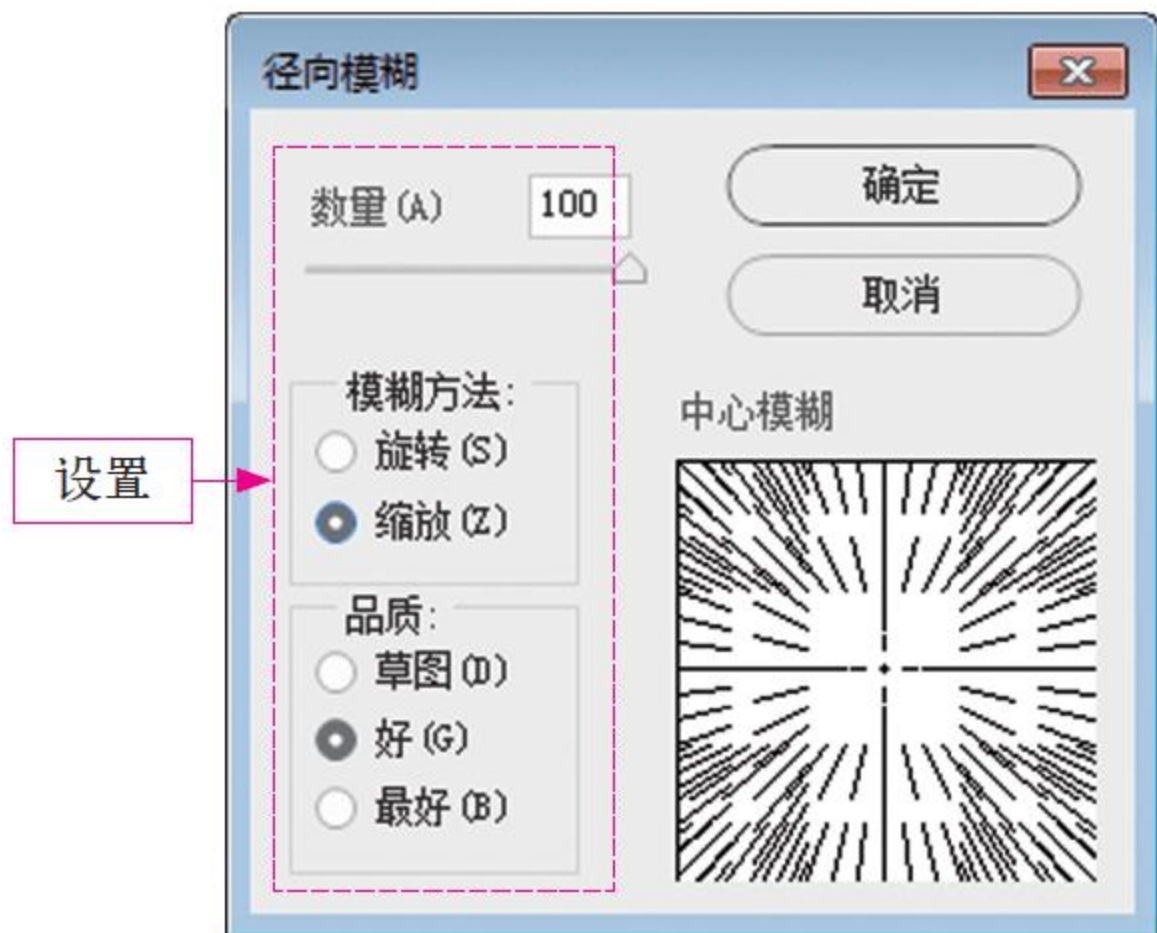 径向模糊
数量(A) 100
确定
取消
模糊方法:
旋转(S)
缩放(Z)
中心模糊
设置
品质:
草图(D)
好(G)
最好(B)